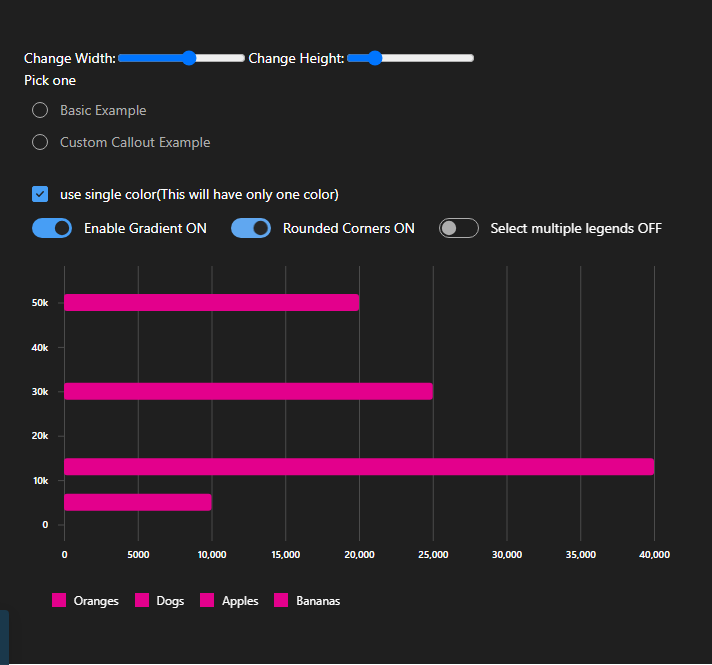 Change Width: Change Height:
Pick one
Basic Example
Custom Callout Example
use single color(This will have only one color)
Enable Gradient ON Rounded Corners ON Select multiple legends OFF
50k
40k
30k
20k
10k
0
0 5000 10,000 15,000 20,000 25,000 30,000 35,000 40,000
Oranges Dogs Apples Bananas